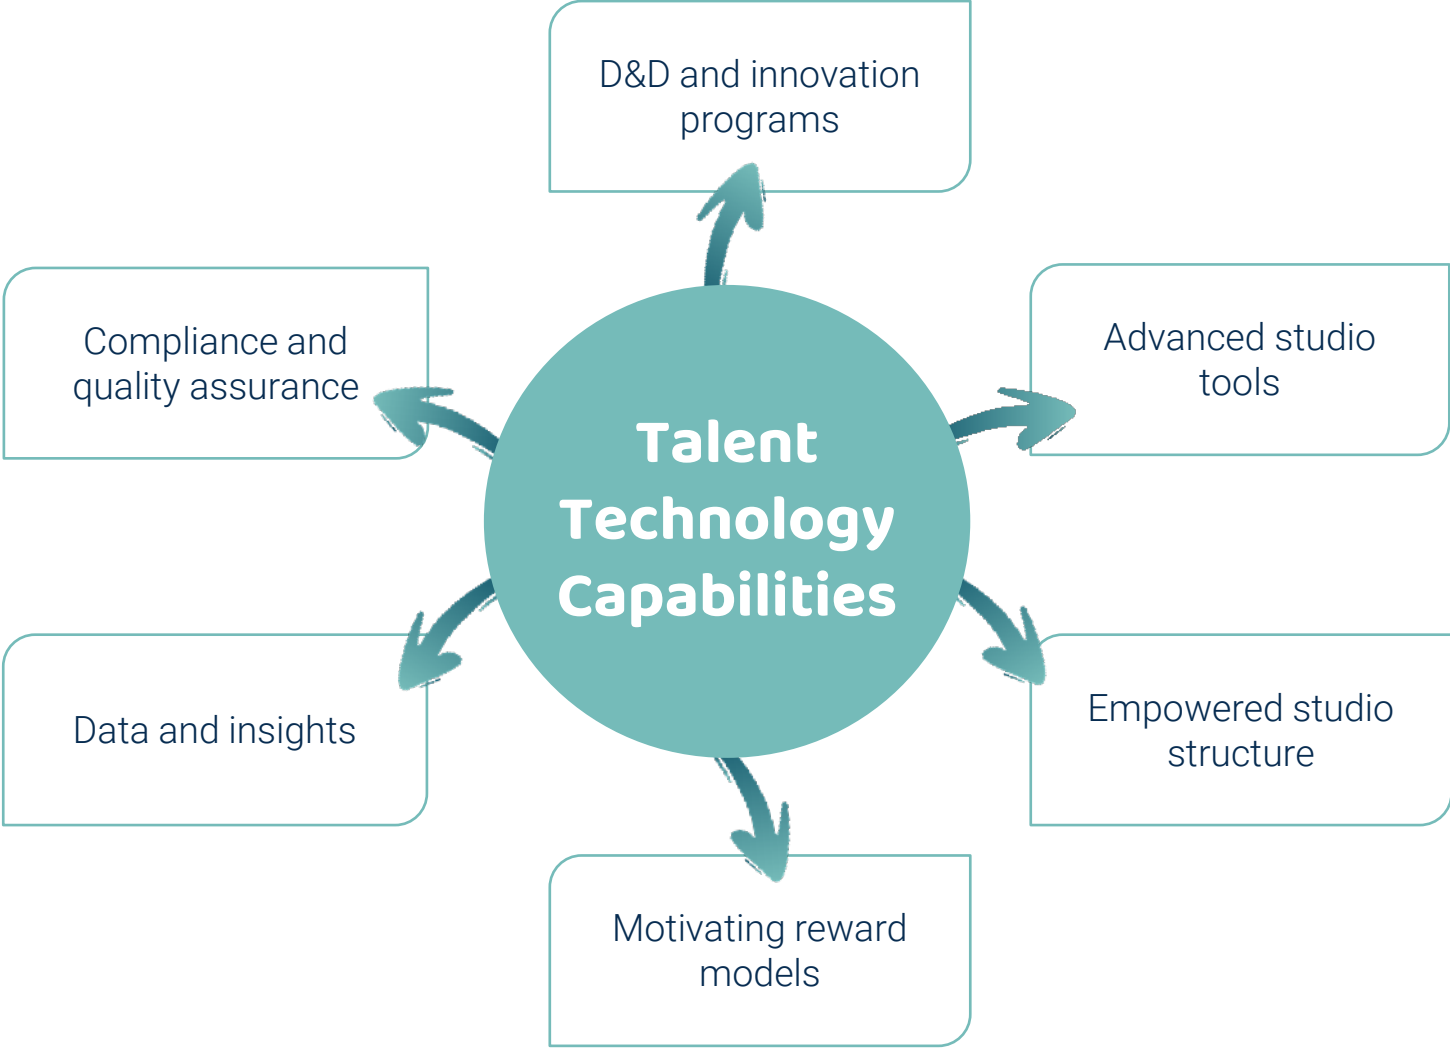 D&D and innovation
programs
Compliance and
quality assurance
Advanced studio
tools
Talent
Technology
Capabilities
Data and insights
Empowered studio
structure
Motivating reward
models